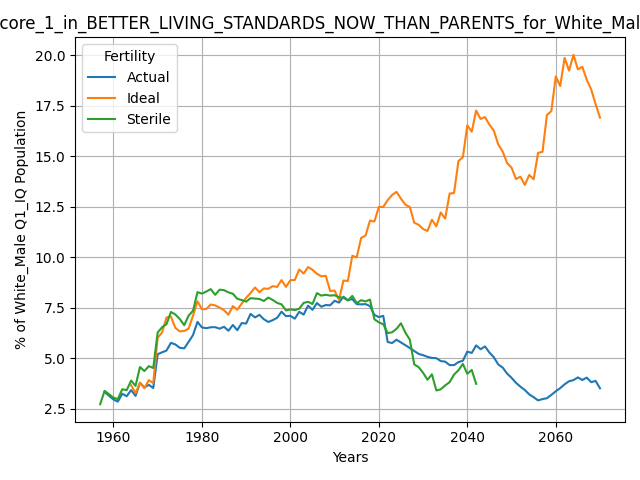 core_1_in_BETTER_LIVING_STANDARDS_NOW_THAN_PARENTS_for_White_Mal
% of White_Male Q1_IQ Population
20.0
17.5
15.0
12.5
10.0
7.5
5.0
2.5
Fertility
Actual
Ideal
Sterile
1960 1980 2000 2020 2040 2060
Years